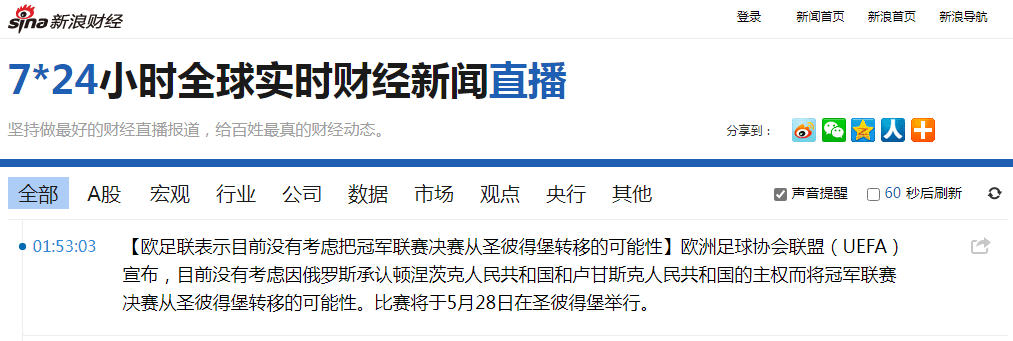 sina 新浪财经
登录 新闻首页 新浪首页 新浪导航
7*24小时全球实时财经新闻直播
坚持做最好的财经直播报道，给百姓最真的财经动态。
分享到：
全部 A股 宏观 行业 公司 数据 市场 观点 央行 其他
声音提醒 60 秒后刷新
01:53:03
【欧足联表示目前没有考虑把冠军联赛决赛从圣彼得堡转移的可能性】欧洲足球协会联盟（UEFA）
宣布，目前没有考虑因俄罗斯承认顿涅茨克人民共和国和卢甘斯克人民共和国的主权而将冠军联赛
决赛从圣彼得堡转移的可能性。比赛将于5月28日在圣彼得堡举行。